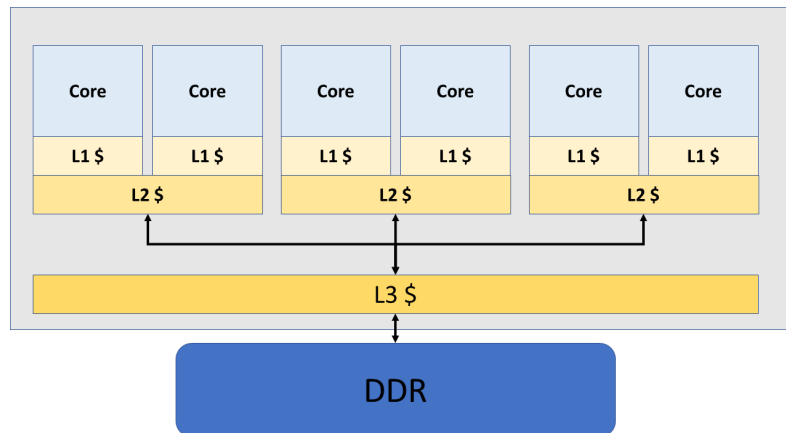 Core Core Core Core Core Core
L1 $ L1 $ L1 $ L1 $ L1 $ L1 $
L2 $ L2 $ L2 $
L3 $
DDR